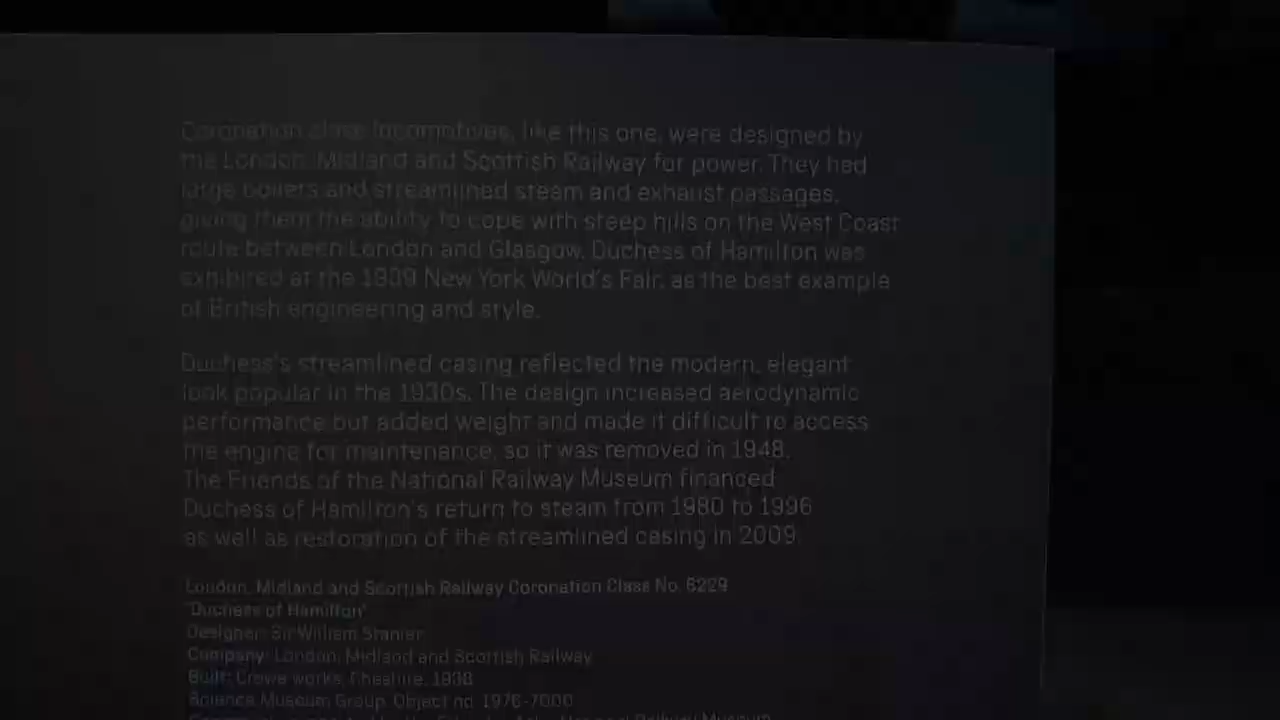 Coronation class locomotives, like this one, were designed by
the London, Midland and Scottish Railway for power. They had
large boilers and streamlined steam and exhaust passages,
giving them the ability to cope with steep hills on the West Coast
route between London and Glasgow. Duchess of Hamilton was
exhibited at the 1939 New York World's Fair, as the best example
of British engineering and style.
Duchess's streamlined casing reflected the modern, elegant
look popular in the 1930s. The design increased aerodynamic
performance but added weight and made it difficult to access
the engine for maintenance, so it was removed in 1948.
The Friends of the National Railway Museum financed
Duchess of Hamilton's return to steam from 1980 to 1996
as well as restoration of the streamlined casing in 2009.
London, Midland and Scottish Railway Coronation Class No. 6229
'Duchess of Hamilton'
Designer: Sir William Stanier
Company: London, Midland and Scottish Railway
Built: Crewe works, Cheshire, 1938
Science Museum Group. Object no. 1976-7000
National Railway Museum